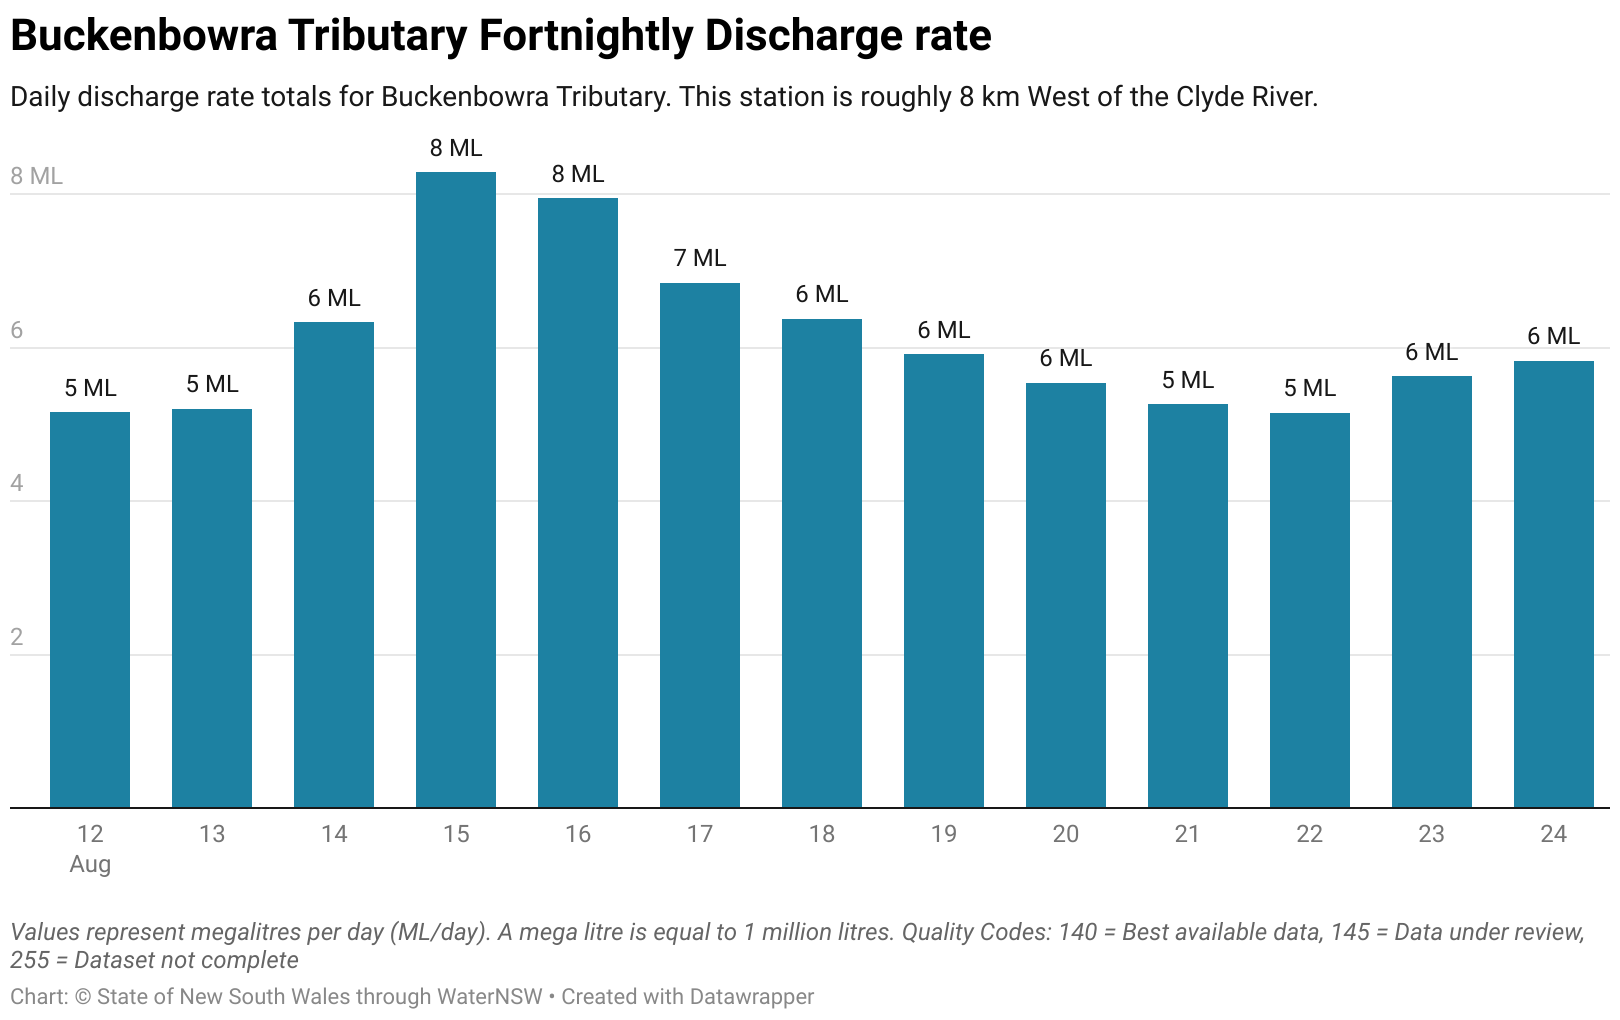 Buckenbowra Tributary Fortnightly Discharge rate
Daily discharge rate totals for Buckenbowra Tributary. This station is roughly 8 km West of the Clyde River.
8 ML
6
4
2
5 ML
5 ML
6 ML
8 ML
8 ML
7 ML
6 ML
6 ML
6 ML
5 ML
5 ML
6 ML
6 ML
12 13 14 15 16 17 18 19 20 21 22 23 24
Aug
Values represent megalitres per day (ML/day). A mega litre is equal to 1 million litres. Quality Codes: 140 = Best available data, 145 = Data under review,
255 = Dataset not complete
Chart: © State of New South Wales through WaterNSW • Created with Datawrapper